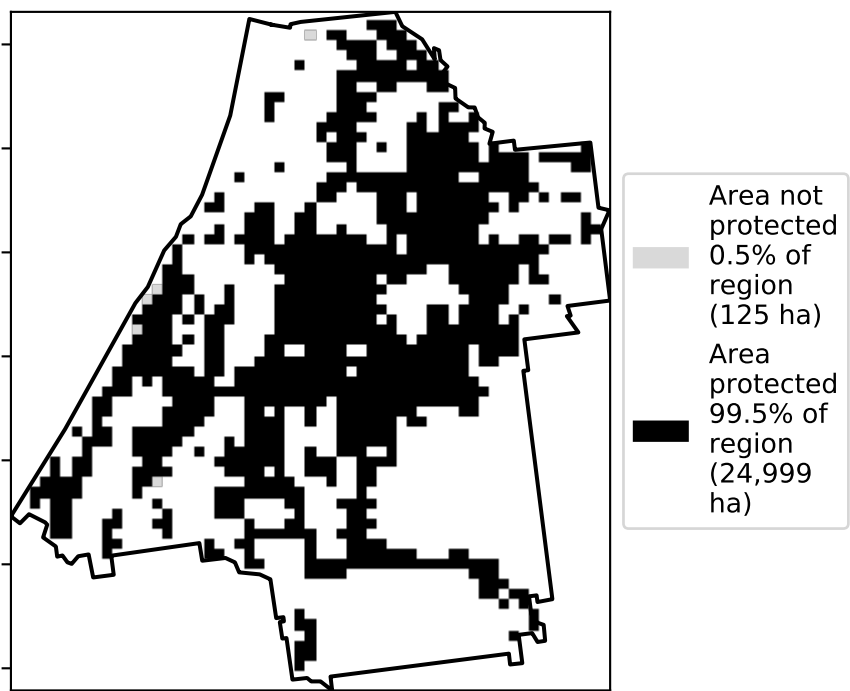 Area not
protected
0.5% of
region
(125 ha)
Area
protected
99.5% of
region
(24,999
ha)